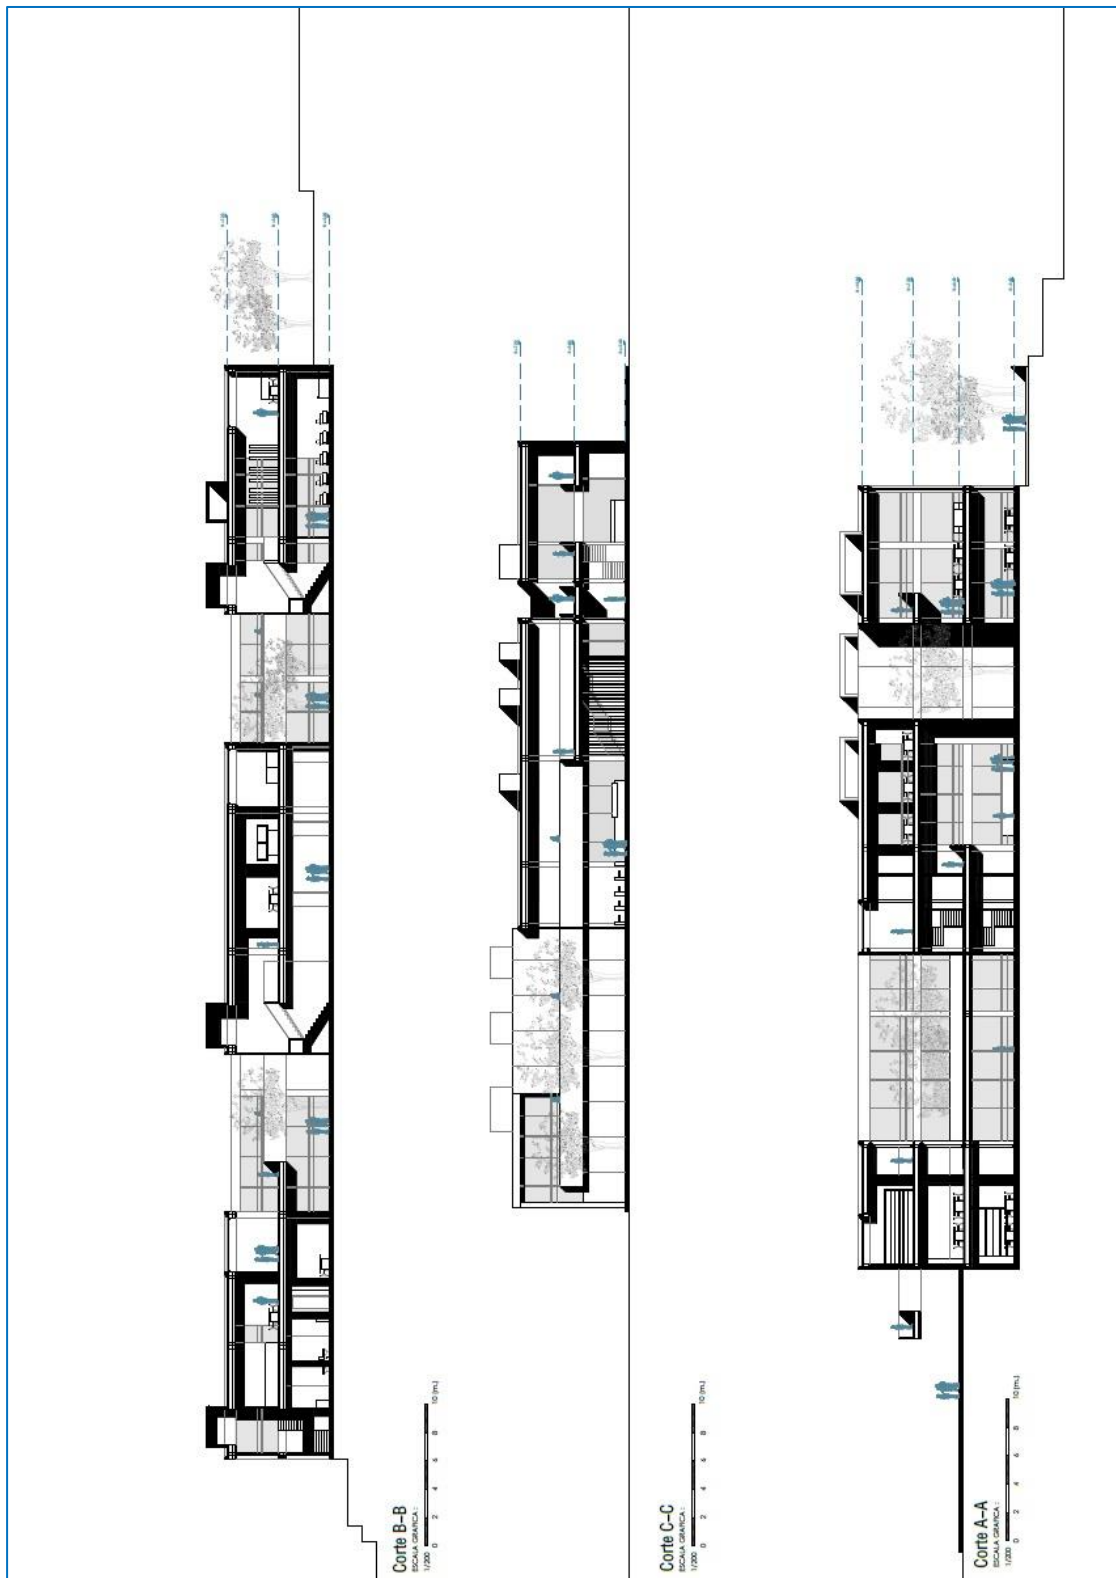 Corte B-B
ESCALA GRAFICA :
1/200
0 2 4 6 8 10 (m.)
Corte C-C
ESCALA GRAFICA :
1/200
0 2 4 6 8 10 (m.)
Corte A-A
ESCALA GRAFICA :
1/200
0 2 4 6 8 10 (m.)